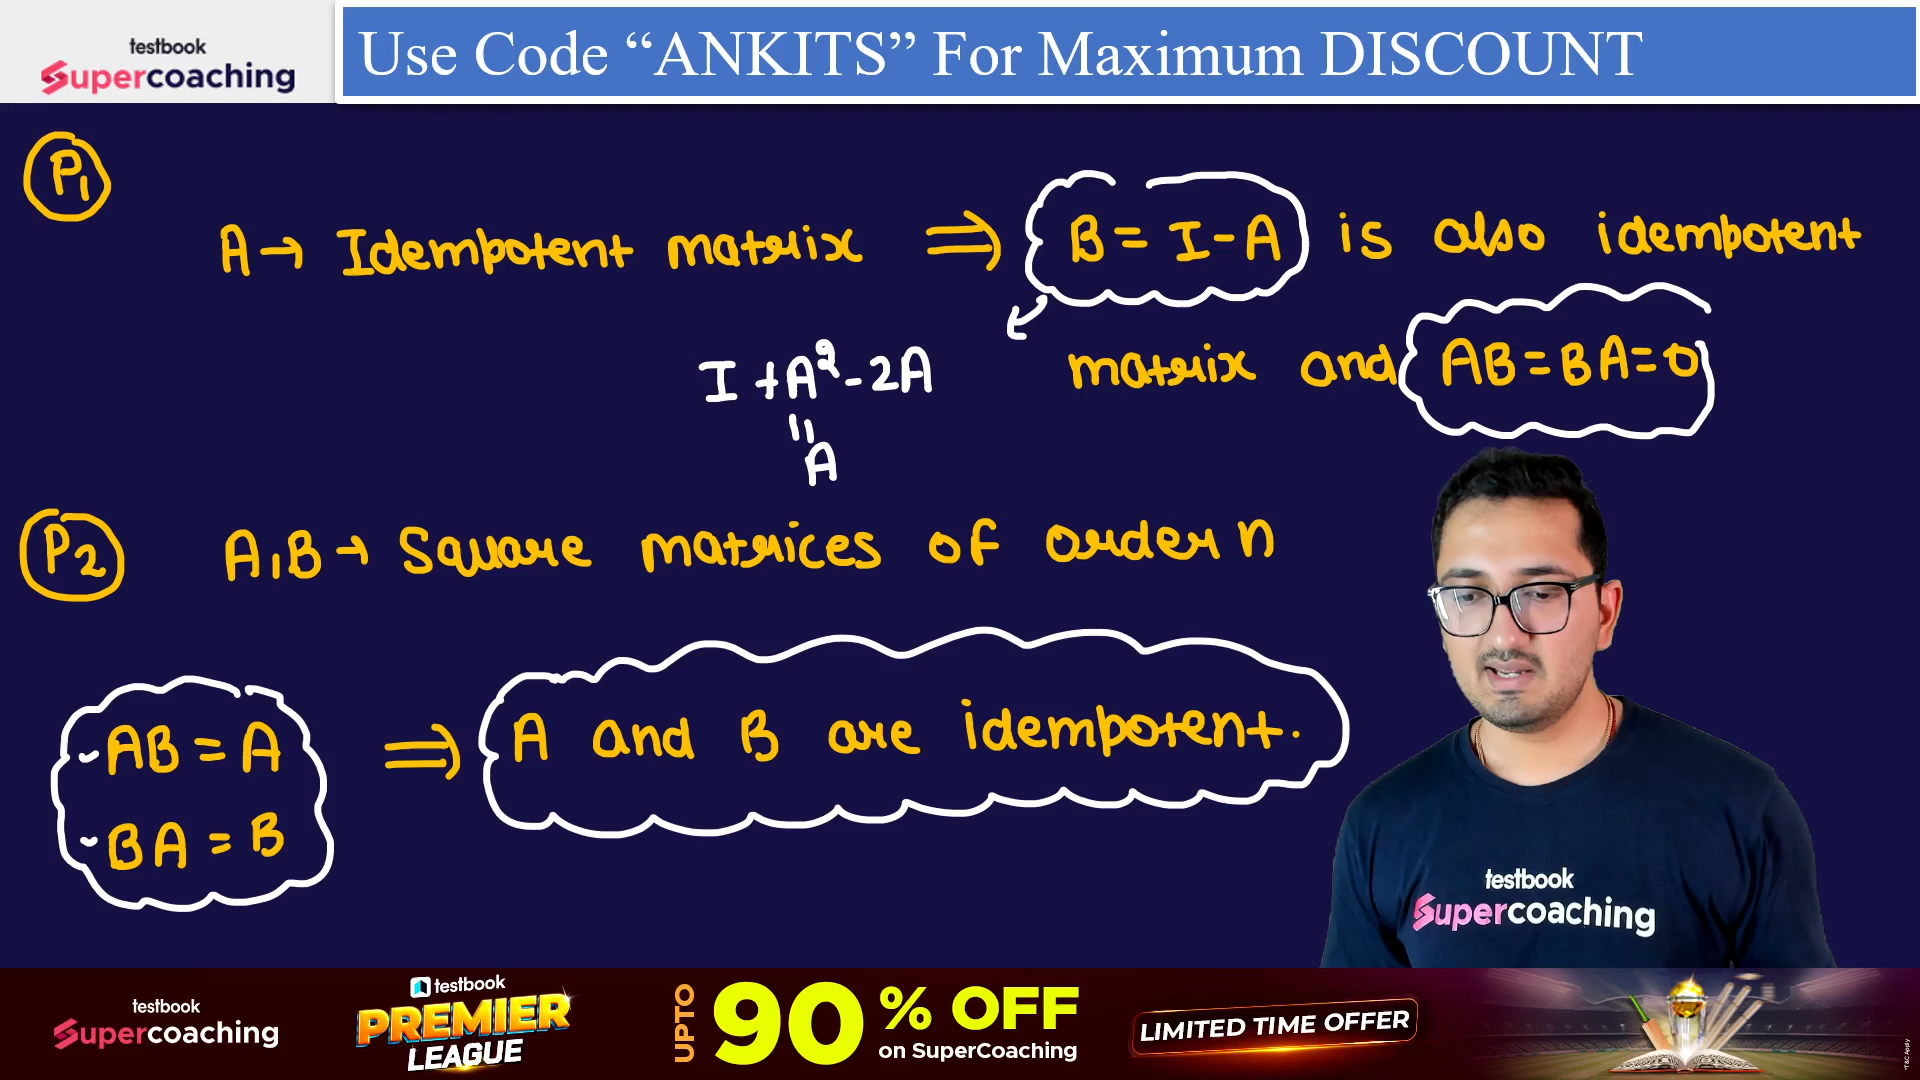 testbook
Supercoaching
Use Code “ANKITS” For Maximum DISCOUNT
P1
A → Idempotent matrix ⇒ B = I - A is also idempotent
matrix and AB = BA = 0
I + A² - 2A
"
A
P2
A, B → Square matrices of order n
AB = A
BA = B
⇒ A and B are idempotent.
testbook
Supercoaching
testbook
Supercoaching
testbook
PREMIER
LEAGUE
UPTO
90% OFF
on SuperCoaching
LIMITED TIME OFFER
*T&C Apply